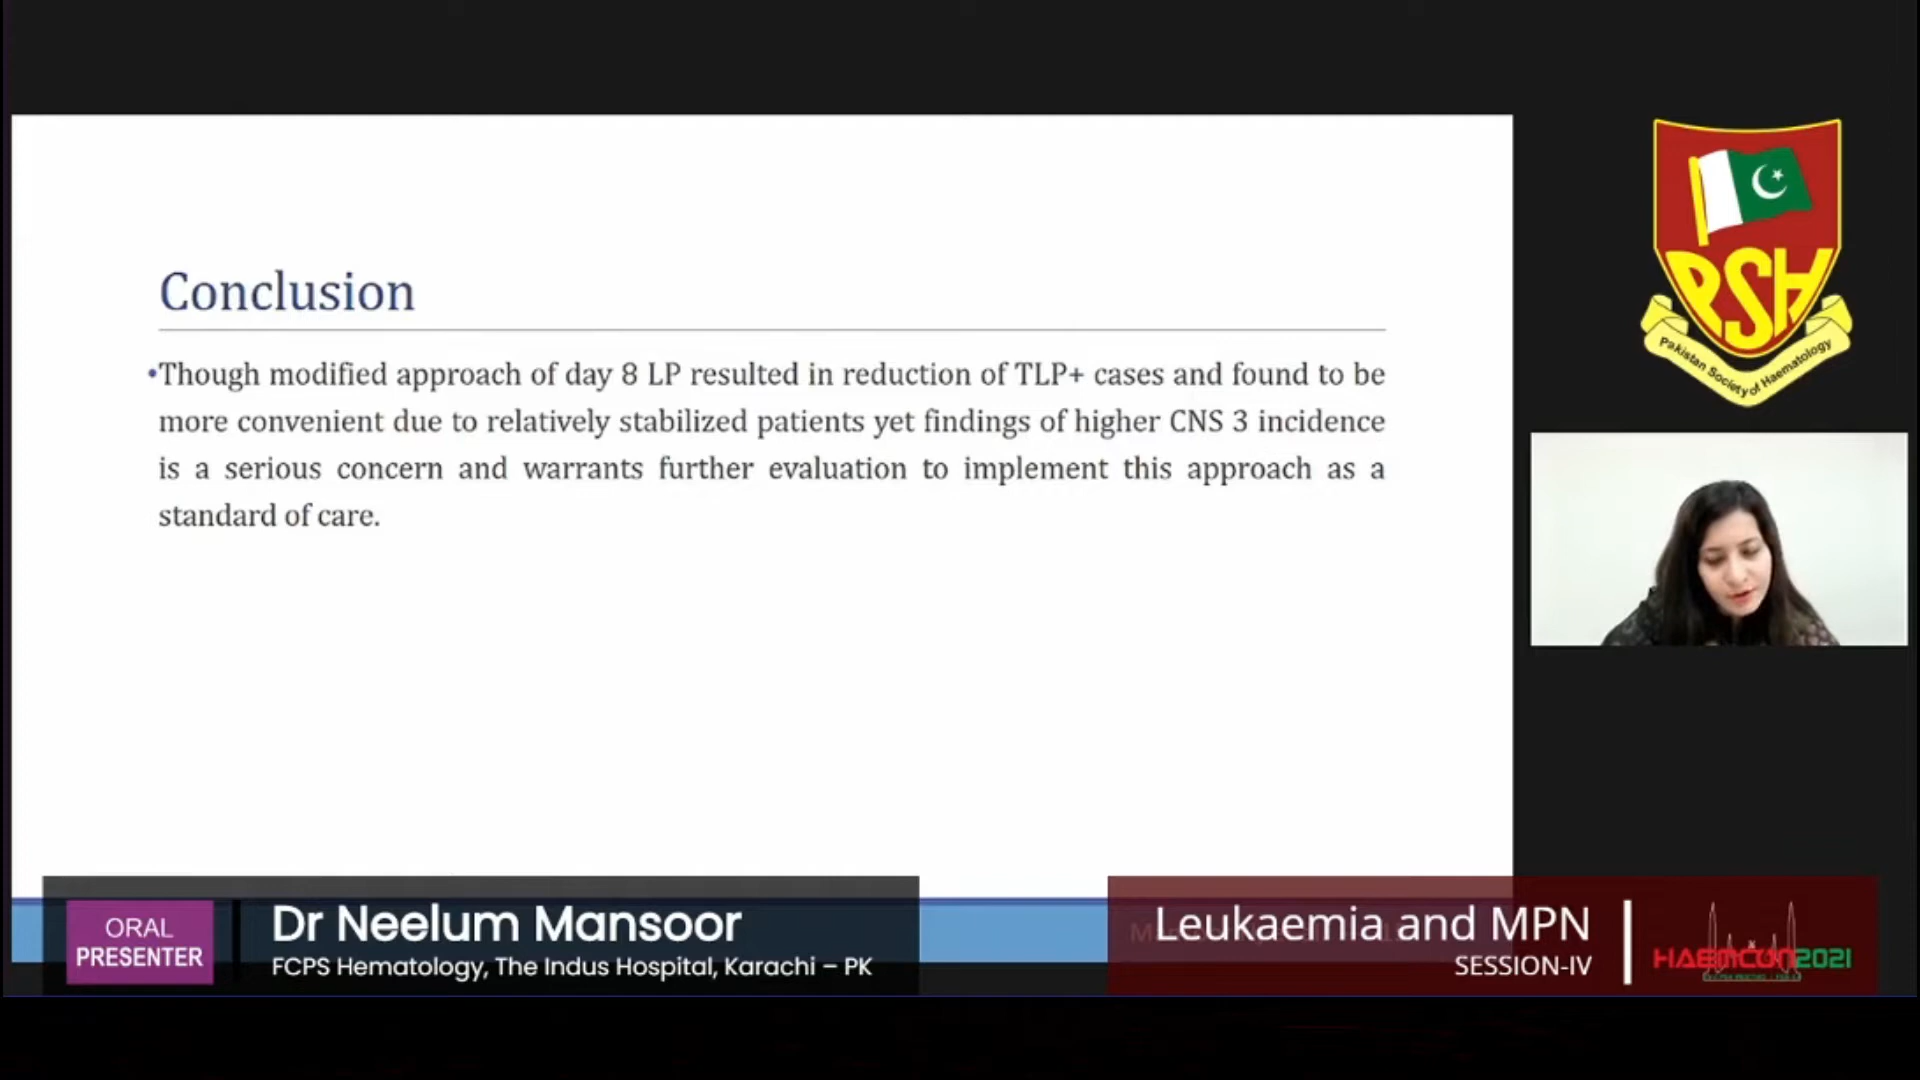 Conclusion
•Though modified approach of day 8 LP resulted in reduction of TLP+ cases and found to be
more convenient due to relatively stabilized patients yet findings of higher CNS 3 incidence
is a serious concern and warrants further evaluation to implement this approach as a
standard of care.
PSH
Pakistan Society of Haematology
ORAL
PRESENTER
Dr Neelum Mansoor
FCPS Hematology, The Indus Hospital, Karachi – PK
Leukaemia and MPN
SESSION-IV
HAEMCON2021